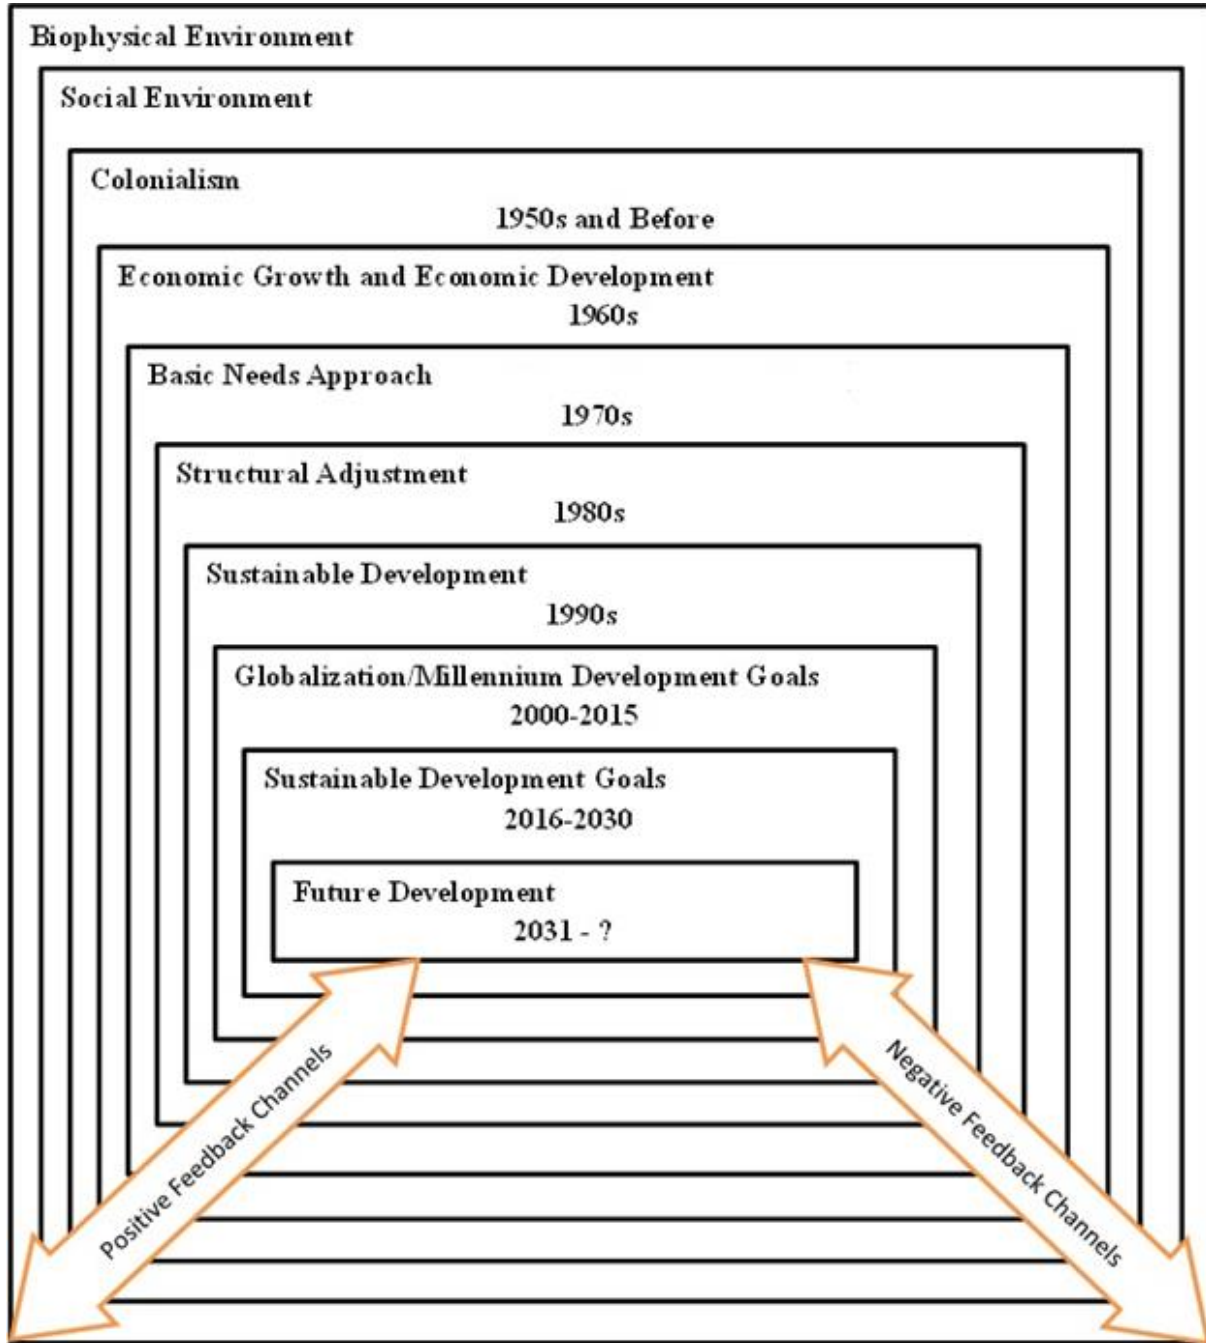 Biophysical Environment
Social Environment
Colonialism
1950s and Before
Economic Growth and Economic Development
1960s
Basic Needs Approach
1970s
Structural Adjustment
1980s
Sustainable Development
1990s
Globalization/Millennium Development Goals
2000-2015
Sustainable Development Goals
2016-2030
Future Development
2031 - ?
Positive Feedback Channels
Negative Feedback Channels